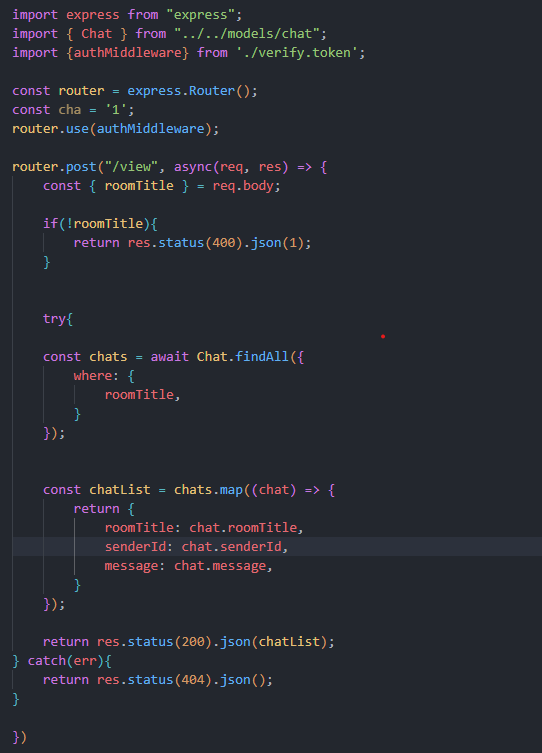 import express from "express";
import { Chat } from "../../models/chat";
import {authMiddleware} from './verify.token';
const router = express.Router();
const cha = '1';
router.use(authMiddleware);
router.post("/view", async(req, res) => {
const { roomTitle } = req.body;
if(!roomTitle){
return res.status(400).json(1);
}
try{
const chats = await Chat.findAll({
where: {
roomTitle,
}
});
const chatList = chats.map((chat) => {
return {
roomTitle: chat.roomTitle,
senderId: chat.senderId,
message: chat.message,
}
});
return res.status(200).json(chatList);
} catch(err){
return res.status(404).json();
}
})